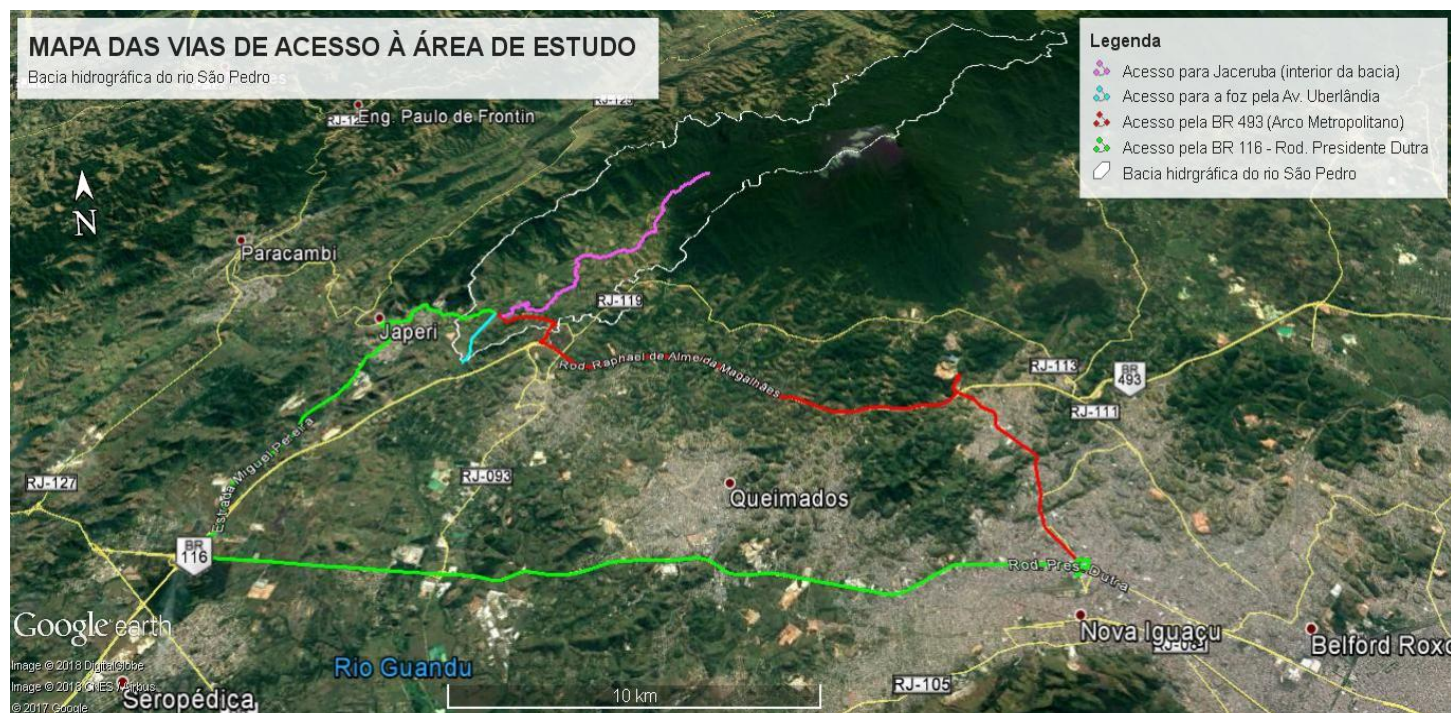 MAPA DAS VIAS DE ACESSO À ÁREA DE ESTUDO
Bacia hidrográfica do rio São Pedro
Legenda
Acesso para Jaceruba (interior da bacia)
Acesso para a foz pela Av. Uberlândia
Acesso pela BR 493 (Arco Metropolitano)
Acesso pela BR 116 - Rod. Presidente Dutra
Bacia hidrgráfica do rio São Pedro
Eng. Paulo de Frontin
N
Paracambi
RJ-119
Japeri
Rod. Raphael de Almeida Magalhães
RJ-113
BR
493
RJ-111
Estrada Miguel Pereira
RJ-127
RJ-093
Queimados
BR
116
Rod. Pres. Dutra
Google earth
Nova Iguaçu
Belford Roxo
Rio Guandu
Image © 2018 DigitalGlobe
Image © 2018 CNES / Airbus
© 2017 Google
Seropédica
10 km
RJ-105